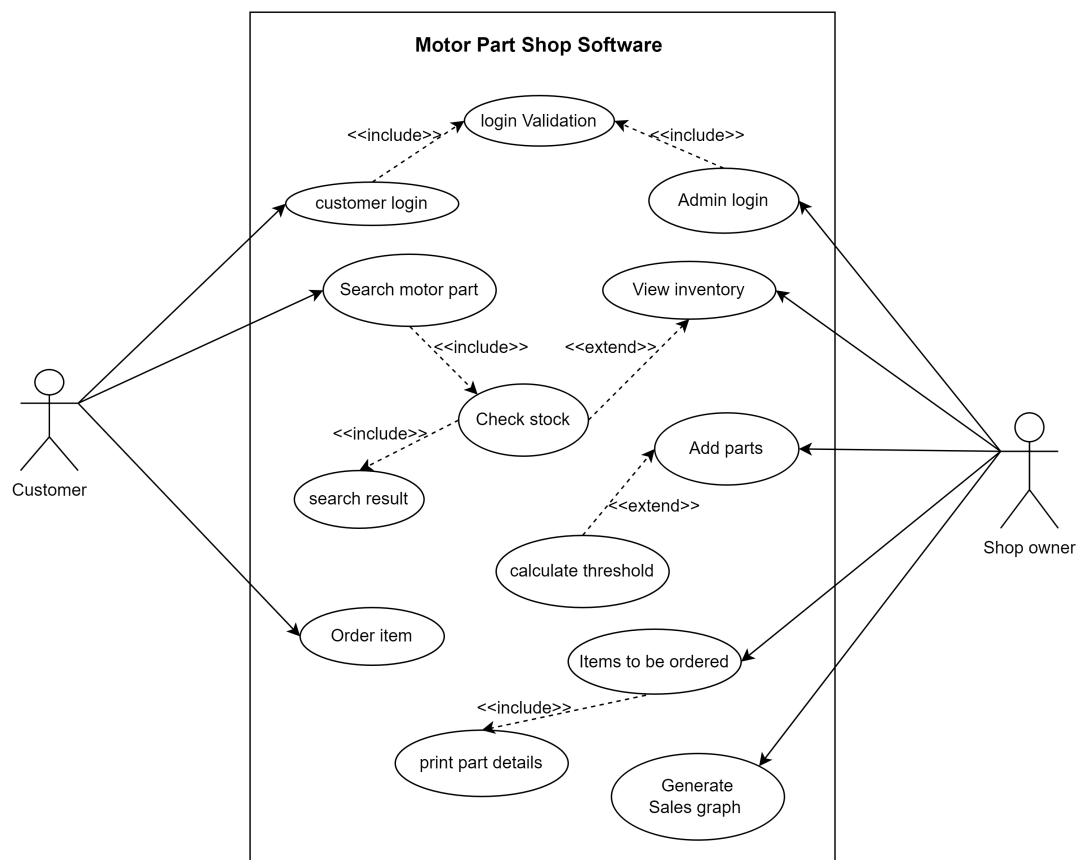 Motor Part Shop Software
login Validation
<<include>>
<<include>>
customer login
Admin login
Search motor part
View inventory
<<include>>
<<extend>>
Check stock
<<include>>
Add parts
Customer
search result
<<extend>>
Shop owner
calculate threshold
Order item
Items to be ordered
<<include>>
print part details
Generate
Sales graph